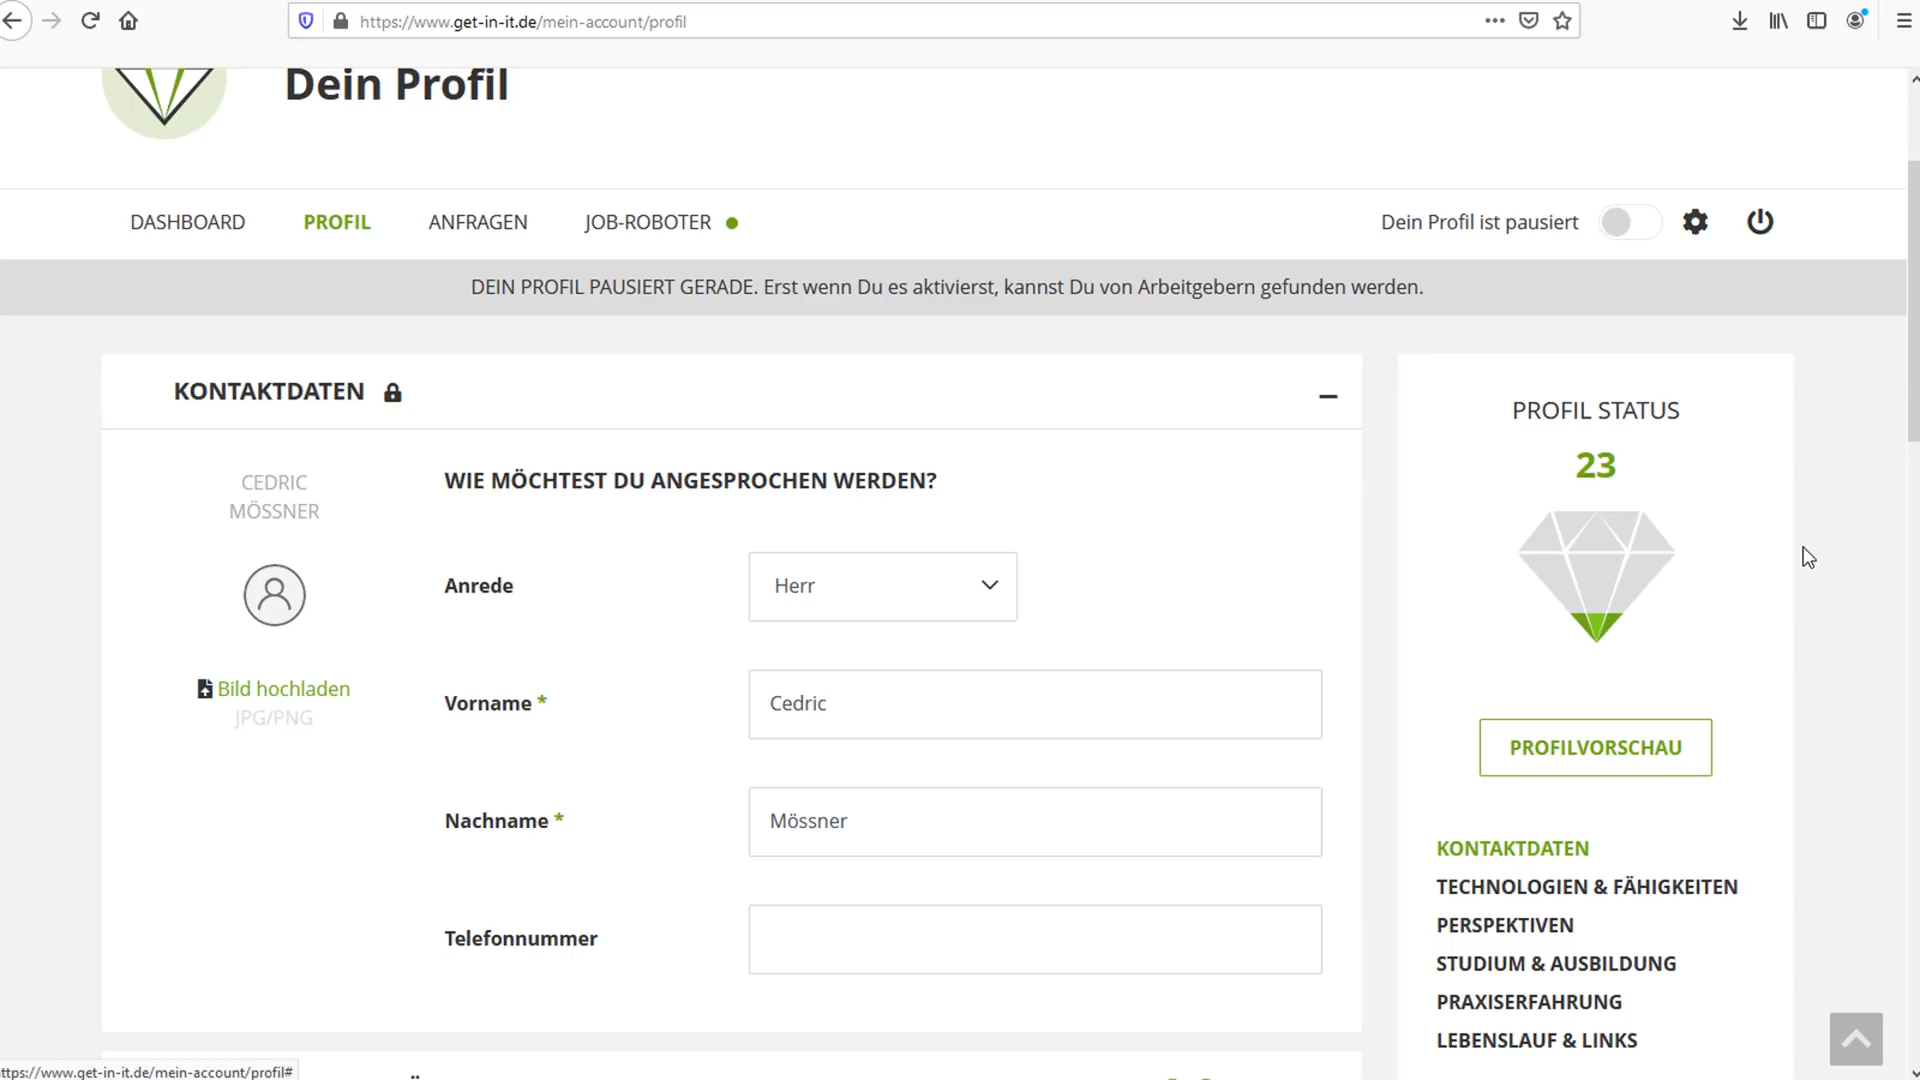 https://www.get-in-it.de/mein-account/profil
Dein Profil
DASHBOARD
PROFIL
ANFRAGEN
JOB-ROBOTER
Dein Profil ist pausiert
DEIN PROFIL PAUSIERT GERADE. Erst wenn Du es aktivierst, kannst Du von Arbeitgebern gefunden werden.
KONTAKTDATEN
CEDRIC
MÖSSNER
Bild hochladen
JPG/PNG
WIE MÖCHTEST DU ANGESPROCHEN WERDEN?
Anrede
Herr
Vorname *
Cedric
Nachname *
Mössner
Telefonnummer
PROFIL STATUS
23
PROFILVORSCHAU
KONTAKTDATEN
TECHNOLOGIEN & FÄHIGKEITEN
PERSPEKTIVEN
STUDIUM & AUSBILDUNG
PRAXISERFAHRUNG
LEBENSLAUF & LINKS
ttps://www.get-in-it.de/mein-account/profil#